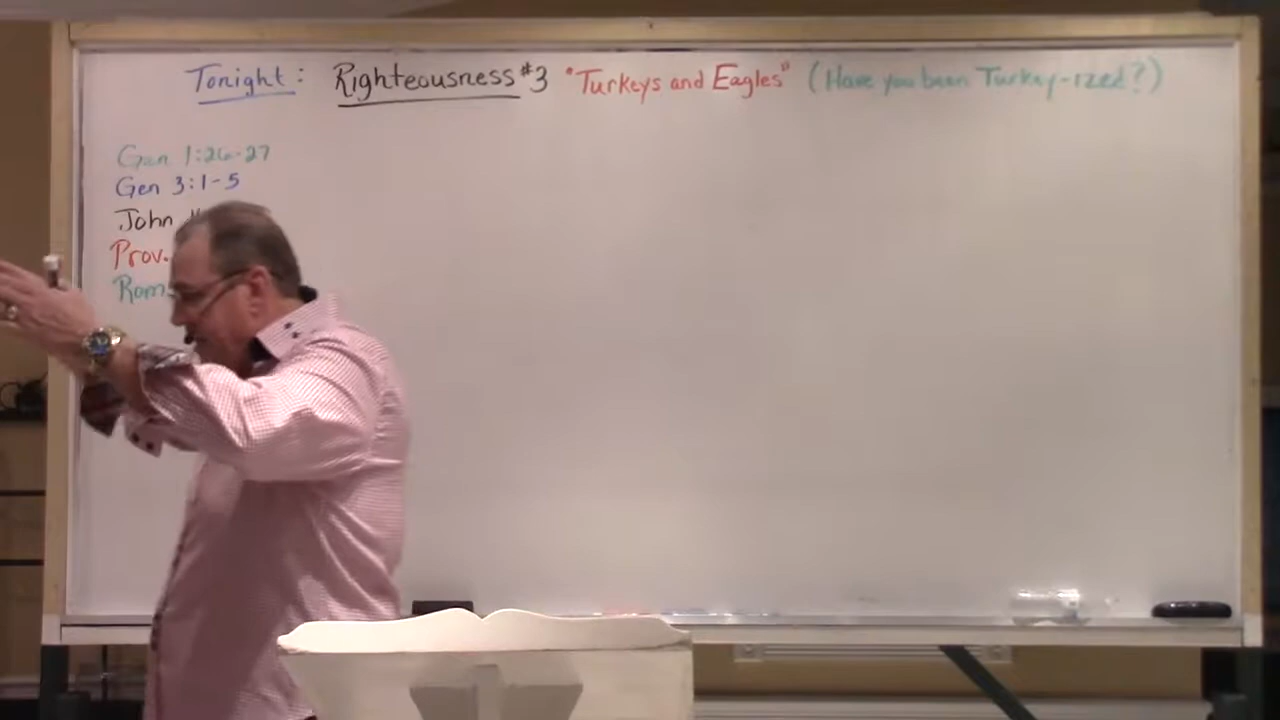 Tonight: Righteousness #3 "Turkeys and Eagles" (Have you been Turkey-ized?)
Gen 1:26-27
Gen 3:1-5
John
Prov.
Rom.